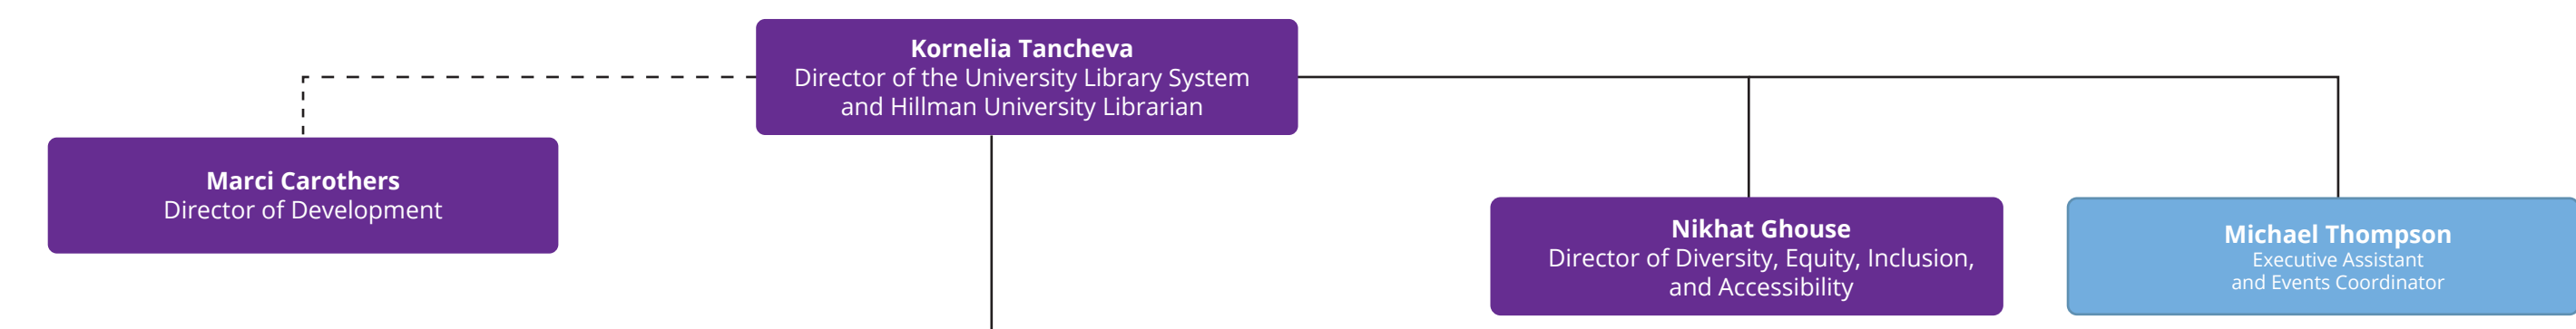 Kornelia Tancheva
Director of the University Library System
and Hillman University Librarian
Marci Carothers
Director of Development
Nikhat Ghouse
Director of Diversity, Equity, Inclusion,
and Accessibility
Michael Thompson
Executive Assistant
and Events Coordinator